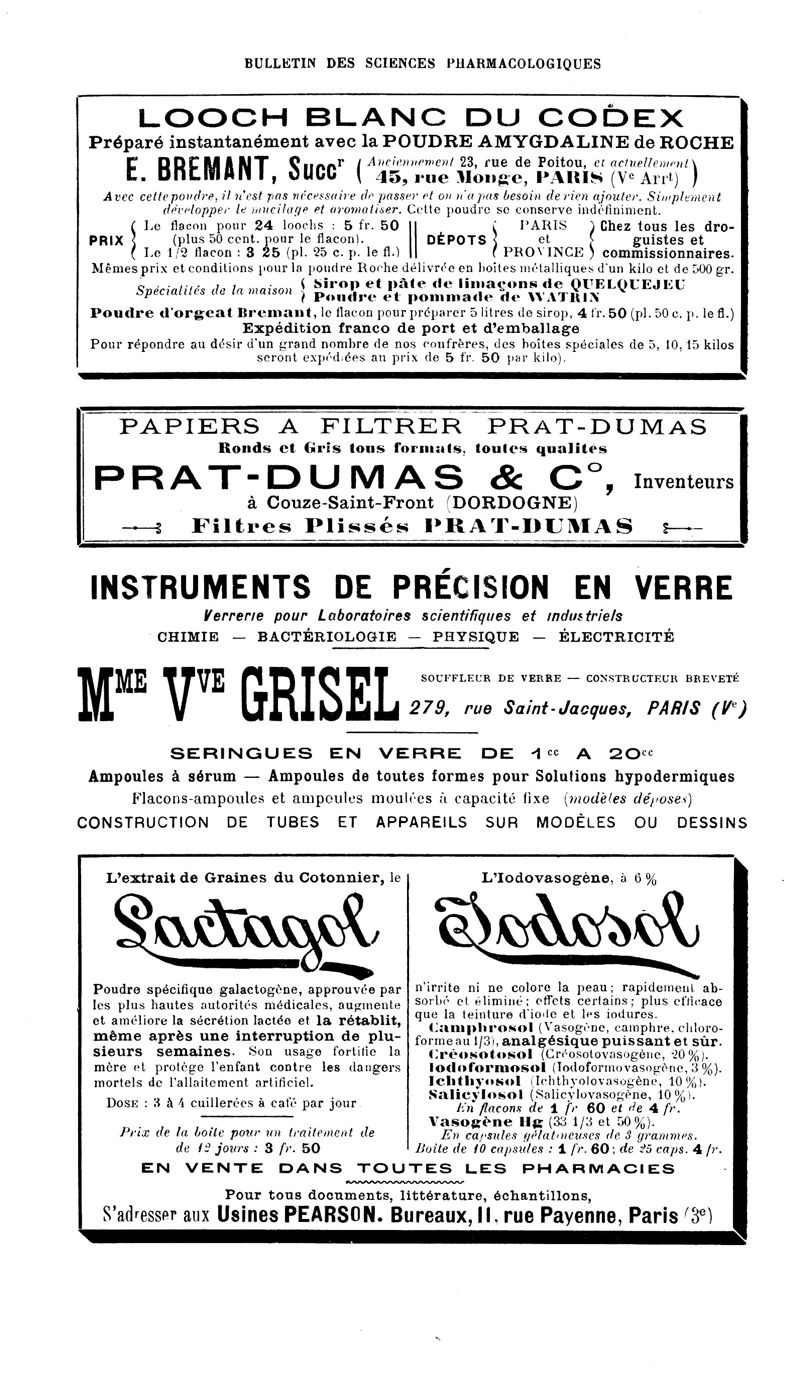 BULLETIN DES SCIENCES PHARMACOLOGIQUES
LOOCH BLANC DU CODEX
Préparé instantanément avec la POUDRE AMYGDALINE de ROCHE
E. BREMANT, Succr ( Anciennement 23, rue de Poitou, et actuellement )
45, rue Monge, PARIS (Ve Arrt)
Avec cette poudre, il n'est pas nécessaire de passer et on n'a pas besoin de rien ajouter. Simplement
développer le mucilage et aromatiser. Cette poudre se conserve indéfiniment.
PRIX { Le flacon pour 24 loochs : 5 fr. 50
(plus 50 cent. pour le flacon).
Le 1/2 flacon : 3 25 (pl. 25 c. p. le fl.)
DÉPOTS { PARIS
et
PROVINCE } Chez tous les dro-
guistes et
commissionnaires.
Mêmes prix et conditions pour la poudre Roche délivrée en boîtes métalliques d'un kilo et de 500 gr.
Spécialités de la maison { Sirop et pâte de limaçons de QUELQUEJEU
Poudre et pommade de WATRIN
Poudre d'orgeat Bremant, le flacon pour préparer 5 litres de sirop, 4 fr. 50 (pl. 50 c. p. le fl.)
Expédition franco de port et d'emballage
Pour répondre au désir d'un grand nombre de nos confrères, des boîtes spéciales de 5, 10, 15 kilos
seront expédiées au prix de 5 fr. 50 par kilo).
PAPIERS A FILTRER PRAT-DUMAS
Ronds et Gris tous formats, toutes qualités
PRAT-DUMAS & Co, Inventeurs
à Couze-Saint-Front (DORDOGNE)
Filtres Plissés PRAT-DUMAS
INSTRUMENTS DE PRÉCISION EN VERRE
Verrerie pour Laboratoires scientifiques et industriels
CHIMIE — BACTÉRIOLOGIE — PHYSIQUE — ÉLECTRICITÉ
MME VVE GRISEL
SOUFFLEUR DE VERRE — CONSTRUCTEUR BREVETÉ
279, rue Saint-Jacques, PARIS (Ve)
SERINGUES EN VERRE DE 1cc A 20cc
Ampoules à sérum — Ampoules de toutes formes pour Solutions hypodermiques
Flacons-ampoules et ampoules moulées à capacité fixe (modèles déposés)
CONSTRUCTION DE TUBES ET APPAREILS SUR MODÈLES OU DESSINS
L'extrait de Graines du Cotonnier, le
Lactagol
Poudre spécifique galactogène, approuvée par
les plus hautes autorités médicales, augmente
et améliore la sécrétion lactée et la rétablit,
même après une interruption de plu-
sieurs semaines. Son usage fortifie la
mère et protège l'enfant contre les dangers
mortels de l'allaitement artificiel.
DOSE : 3 à 4 cuillerées à café par jour
Prix de la boîte pour un traitement de
de 12 jours : 3 fr. 50
L'Iodovasogène, à 6 %
Iodosol
n'irrite ni ne colore la peau ; rapidement ab-
sorbé et éliminé ; effets certains ; plus efficace
que la teinture d'iode et les iodures.
Camphrosol (Vasogène, camphre, chloro-
forme au 1/3), analgésique puissant et sûr.
Créosotosol (Créosotovasogène, 20 %).
Iodoformosol (Iodoformovasogène, 3 %).
Ichthyosol (Ichthyolovasogène, 10 %).
Salicylosol (Salicylovasogène, 10 %).
En flacons de 1 fr 60 et de 4 fr.
Vasogène Hg (33 1/3 et 50 %).
En capsules gélatineuses de 3 grammes.
Boîte de 10 capsules : 1 fr. 60 ; de 25 caps. 4 fr.
EN VENTE DANS TOUTES LES PHARMACIES
Pour tous documents, littérature, échantillons,
S'adresser aux Usines PEARSON. Bureaux, 11, rue Payenne, Paris (3e)